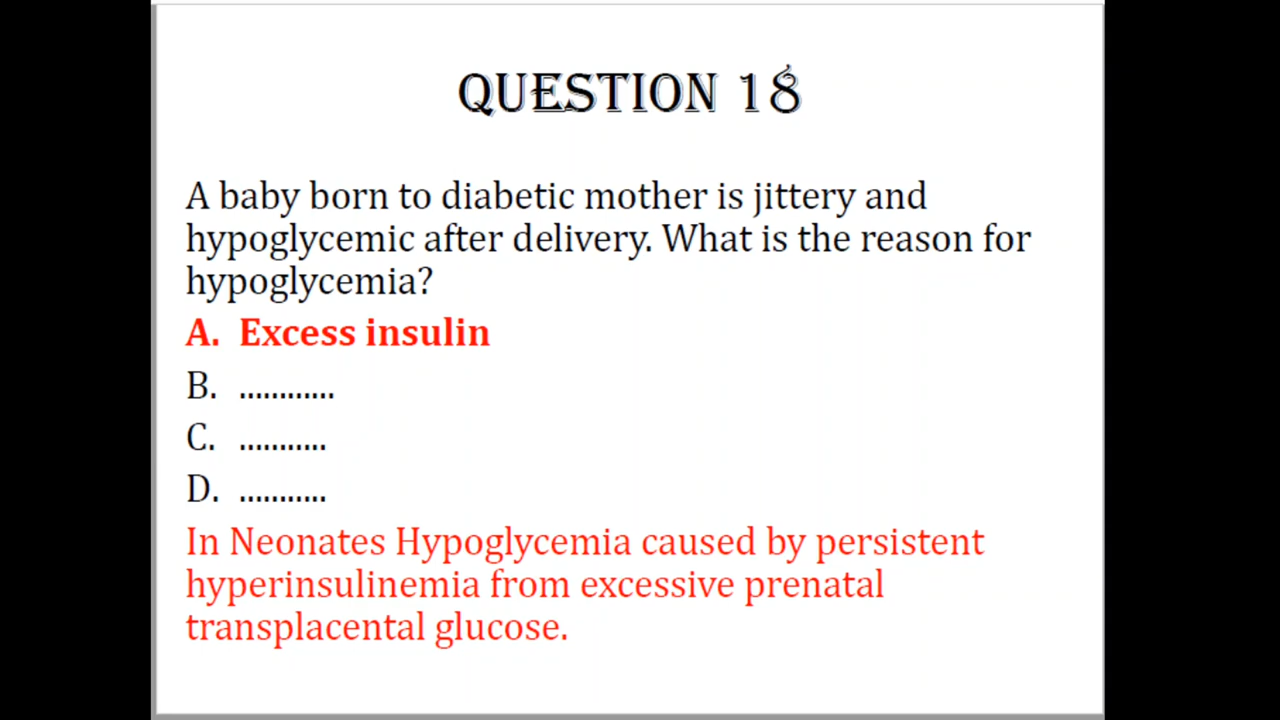 QUESTION 18
A baby born to diabetic mother is jittery and
hypoglycemic after delivery. What is the reason for
hypoglycemia?
A. Excess insulin
B. ............
C. ...........
D. ...........
In Neonates Hypoglycemia caused by persistent
hyperinsulinemia from excessive prenatal
transplacental glucose.